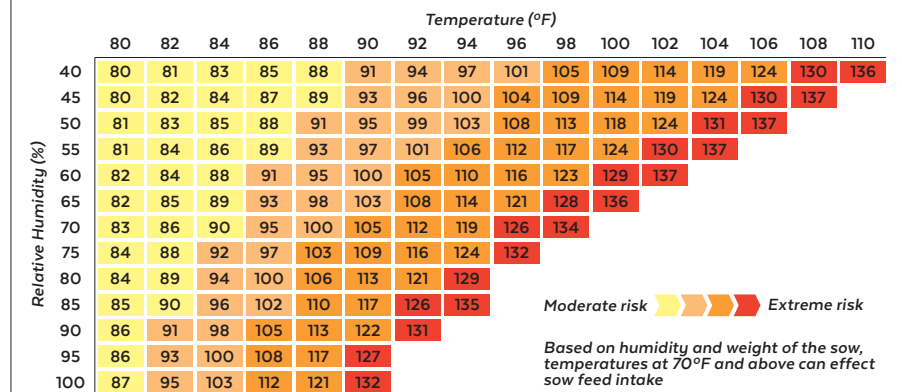 Temperature (ºF)
80 82 84 86 88 90 92 94 96 98 100 102 104 106 108 110
Relative Humidity (%)
40 80 81 83 85 88 91 94 97 101 105 109 114 119 124 130 136
45 80 82 84 87 89 93 96 100 104 109 114 119 124 130 137
50 81 83 85 88 91 95 99 103 108 113 118 124 131 137
55 81 84 86 89 93 97 101 106 112 117 124 130 137
60 82 84 88 91 95 100 105 110 116 123 129 137
65 82 85 89 93 98 103 108 114 121 128 136
70 83 86 90 95 100 105 112 119 126 134
75 84 88 92 97 103 109 116 124 132
80 84 89 94 100 106 113 121 129
85 85 90 96 102 110 117 126 135
90 86 91 98 105 113 122 131
95 86 93 100 108 117 127
100 87 95 103 112 121 132
Moderate risk Extreme risk
Based on humidity and weight of the sow,
temperatures at 70ºF and above can effect
sow feed intake